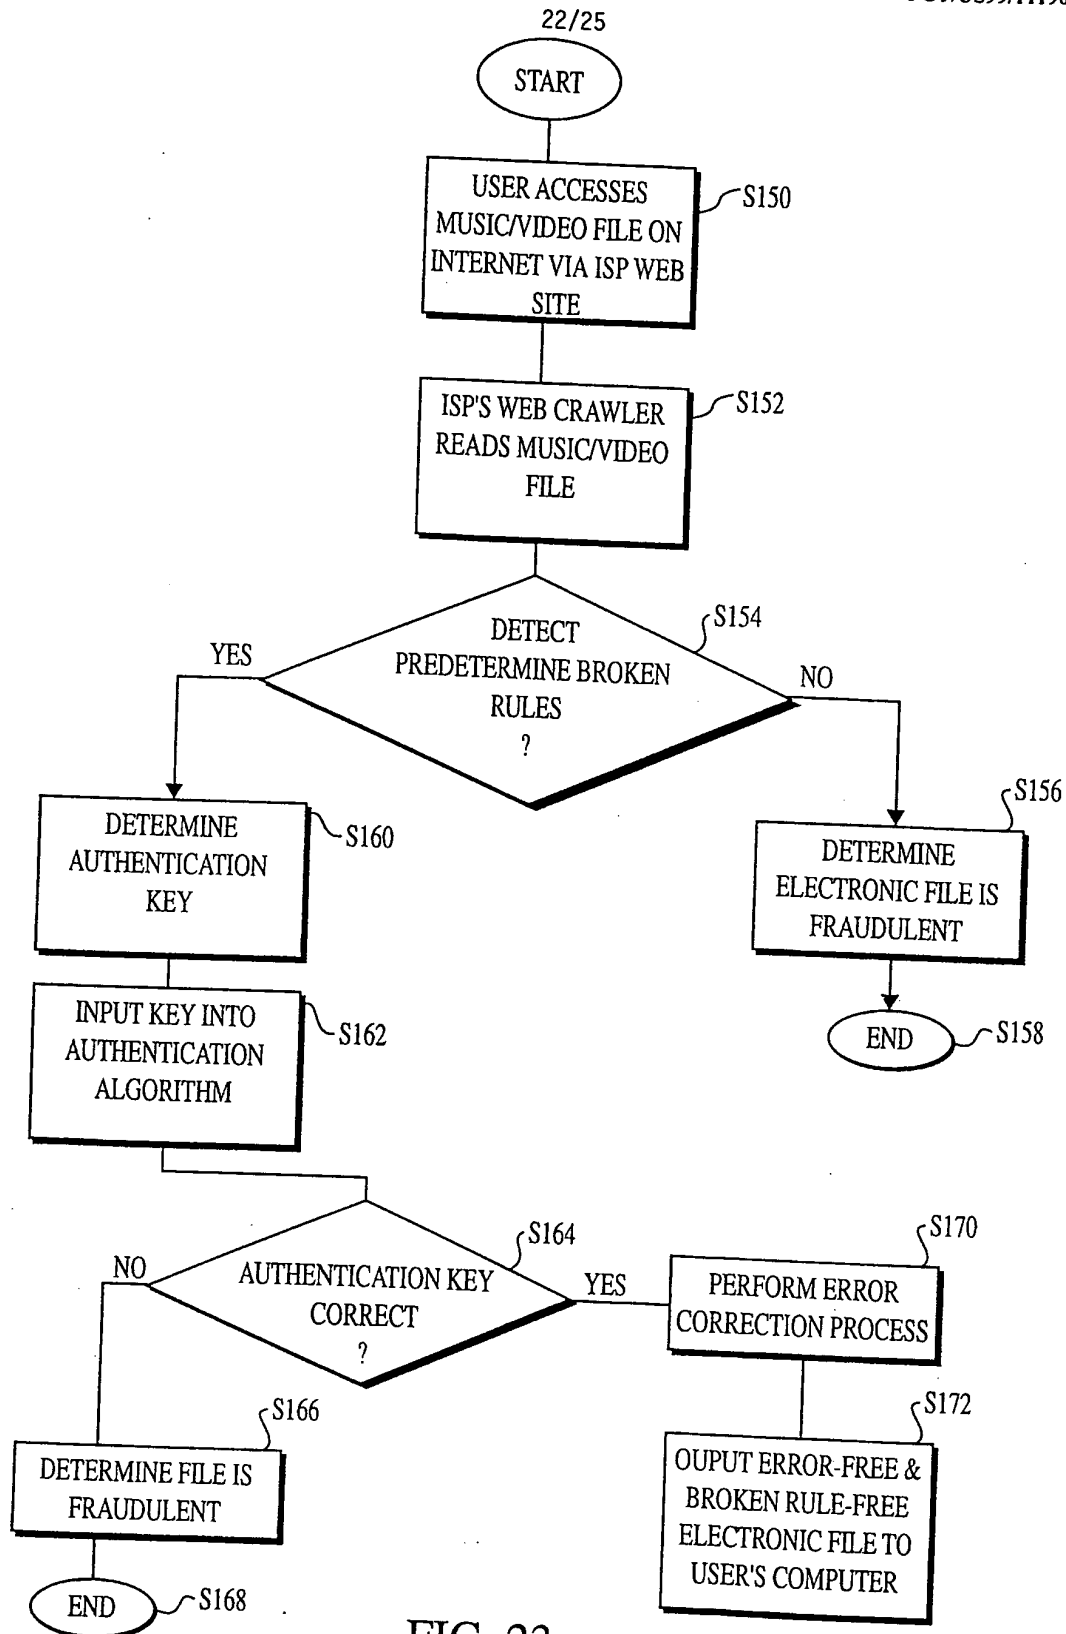 22/25
START
USER ACCESSES
MUSIC/VIDEO FILE ON
INTERNET VIA ISP WEB
SITE
S150
ISP'S WEB CRAWLER
READS MUSIC/VIDEO
FILE
S152
DETECT
PREDETERMINE BROKEN
RULES
?
S154
YES
NO
DETERMINE
AUTHENTICATION
KEY
S160
DETERMINE
ELECTRONIC FILE IS
FRAUDULENT
S156
INPUT KEY INTO
AUTHENTICATION
ALGORITHM
S162
END
S158
AUTHENTICATION KEY
CORRECT
?
S164
NO
YES
PERFORM ERROR
CORRECTION PROCESS
S170
DETERMINE FILE IS
FRAUDULENT
S166
OUPUT ERROR-FREE &
BROKEN RULE-FREE
ELECTRONIC FILE TO
USER'S COMPUTER
S172
END
S168